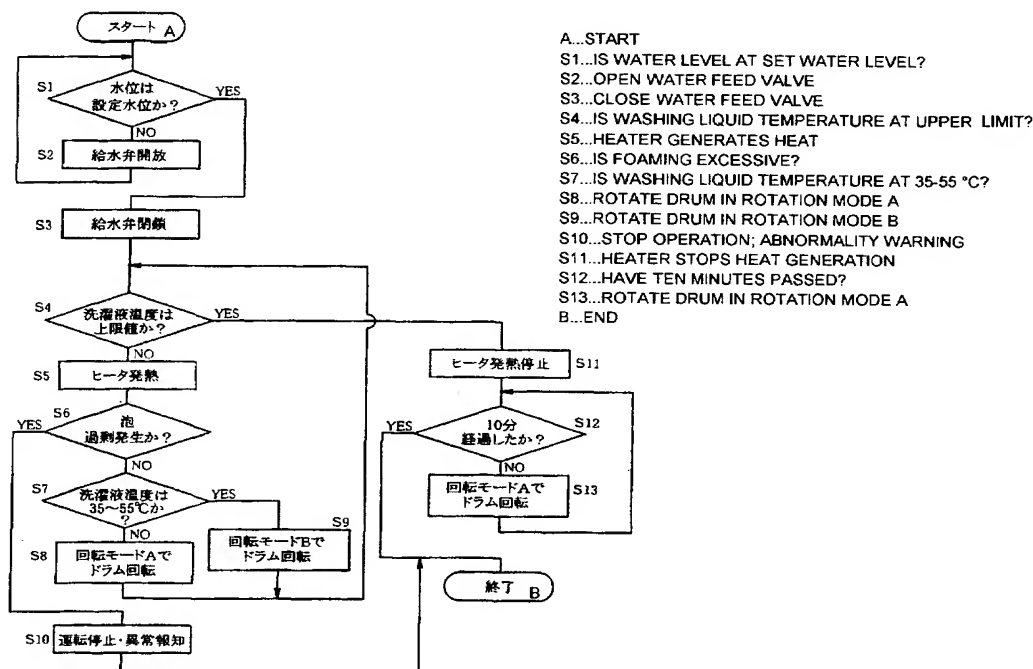 スタート A
S1
水位は
設定水位か?
YES
NO
S2 給水弁開放
S3 給水弁閉鎖
S4
洗濯液温度は
上限値か?
YES
NO
S5 ヒータ発熱
S6
YES
泡
過剰発生か?
NO
S7
洗濯液温度は
35~55℃か
?
YES
NO
S8
回転モードAで
ドラム回転
S9
回転モードBで
ドラム回転
S10 運転停止・異常報知
ヒータ発熱停止 S11
YES
10分
経過したか?
S12
NO
回転モードAで
ドラム回転
S13
終了 B
A...START
S1...IS WATER LEVEL AT SET WATER LEVEL?
S2...OPEN WATER FEED VALVE
S3...CLOSE WATER FEED VALVE
S4...IS WASHING LIQUID TEMPERATURE AT UPPER LIMIT?
S5...HEATER GENERATES HEAT
S6...IS FOAMING EXCESSIVE?
S7...IS WASHING LIQUID TEMPERATURE AT 35-55 °C?
S8...ROTATE DRUM IN ROTATION MODE A
S9...ROTATE DRUM IN ROTATION MODE B
S10...STOP OPERATION; ABNORMALITY WARNING
S11...HEATER STOPS HEAT GENERATION
S12...HAVE TEN MINUTES PASSED?
S13...ROTATE DRUM IN ROTATION MODE A
B...END